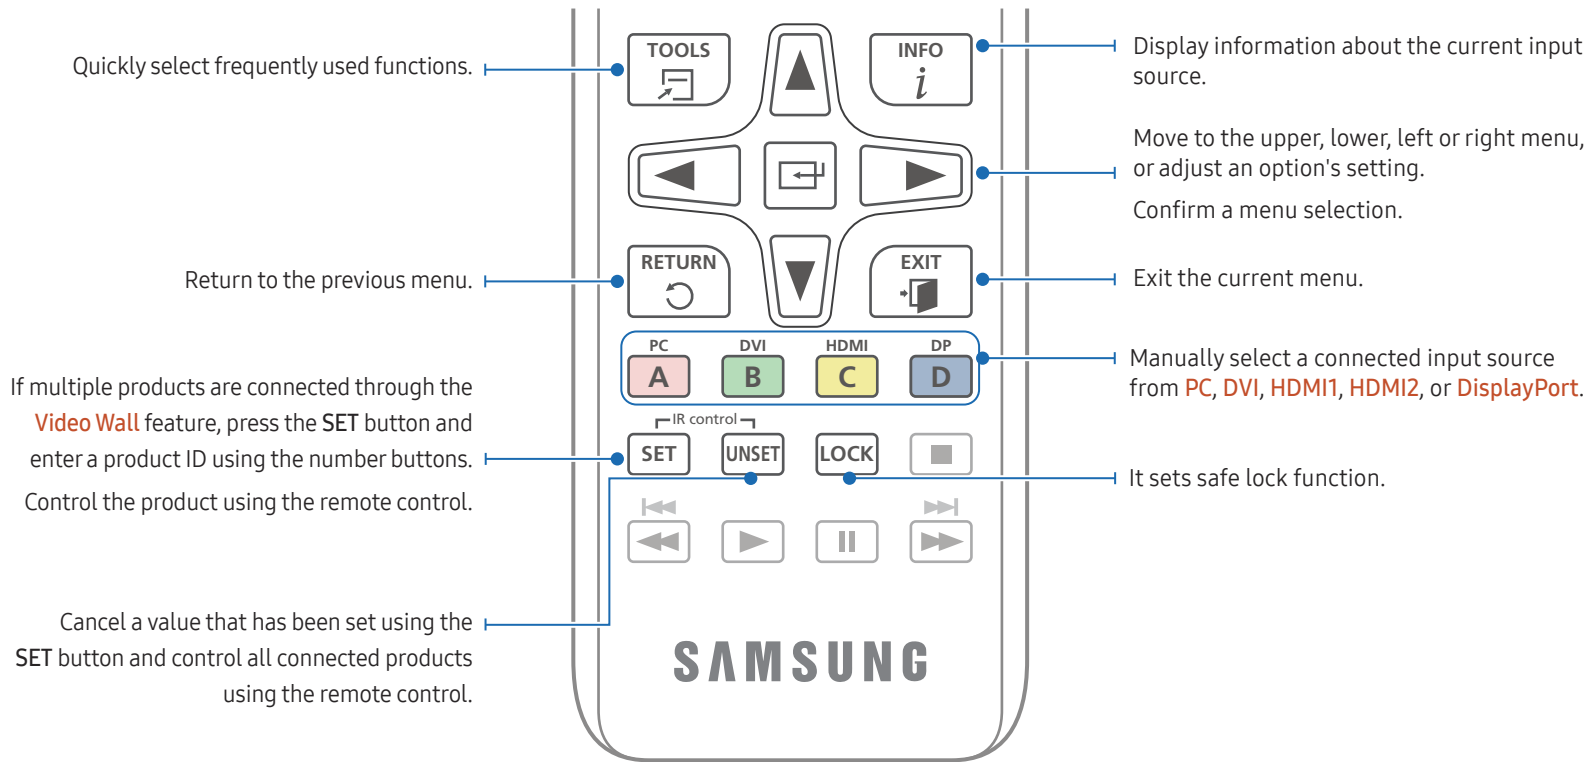 Quickly select frequently used functions.
Return to the previous menu.
If multiple products are connected through the
Video Wall feature, press the SET button and
enter a product ID using the number buttons.
Control the product using the remote control.
Cancel a value that has been set using the
SET button and control all connected products
using the remote control.
TOOLS
INFO
i
RETURN
EXIT
PC
DVI
HDMI
DP
A
B
C
D
IR control
SET
UNSET
LOCK
SAMSUNG
Display information about the current input
source.
Move to the upper, lower, left or right menu,
or adjust an option's setting.
Confirm a menu selection.
Exit the current menu.
Manually select a connected input source
from PC, DVI, HDMI1, HDMI2, or DisplayPort.
It sets safe lock function.